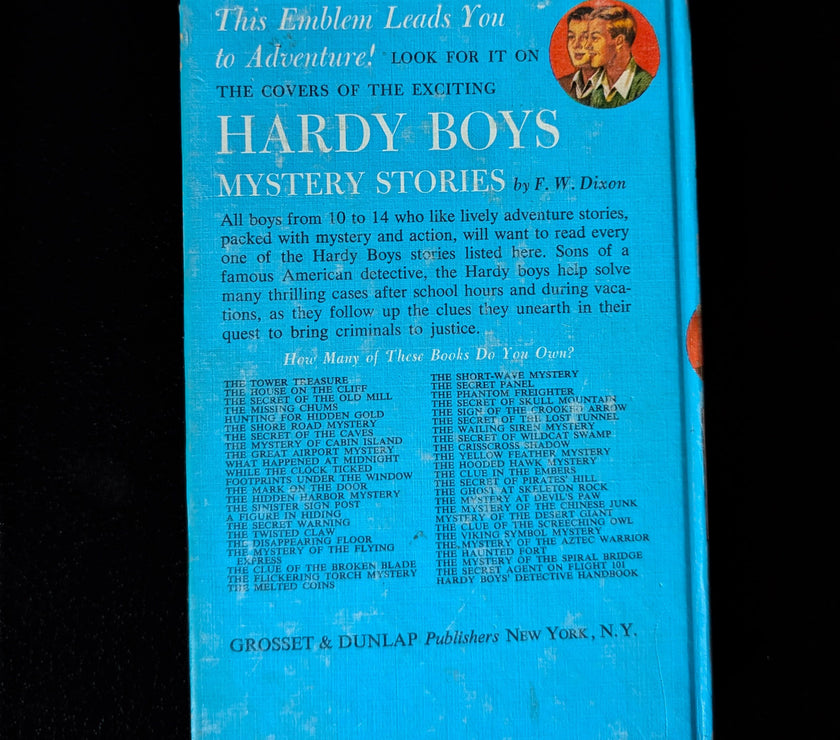 This Emblem Leads You
to Adventure! LOOK FOR IT ON
THE COVERS OF THE EXCITING
HARDY BOYS
MYSTERY STORIES by F. W. Dixon
All boys from 10 to 14 who like lively adventure stories,
packed with mystery and action, will want to read every
one of the Hardy Boys stories listed here. Sons of a
famous American detective, the Hardy boys help solve
many thrilling cases after school hours and during vaca-
tions, as they follow up the clues they unearth in their
quest to bring criminals to justice.
How Many of These Books Do You Own?
THE TOWER TREASURE
THE HOUSE ON THE CLIFF
THE SECRET OF THE OLD MILL
THE MISSING CHUMS
HUNTING FOR HIDDEN GOLD
THE SHORE ROAD MYSTERY
THE SECRET OF THE CAVES
THE MYSTERY OF CABIN ISLAND
THE GREAT AIRPORT MYSTERY
WHAT HAPPENED AT MIDNIGHT
WHILE THE CLOCK TICKED
FOOTPRINTS UNDER THE WINDOW
THE MARK ON THE DOOR
THE HIDDEN HARBOR MYSTERY
THE SINISTER SIGN POST
A FIGURE IN HIDING
THE SECRET WARNING
THE TWISTED CLAW
THE DISAPPEARING FLOOR
THE MYSTERY OF THE FLYING
EXPRESS
THE CLUE OF THE BROKEN BLADE
THE FLICKERING TORCH MYSTERY
THE MELTED COINS
THE SHORT-WAVE MYSTERY
THE SECRET PANEL
THE PHANTOM FREIGHTER
THE SECRET OF SKULL MOUNTAIN
THE SIGN OF THE CROOKED ARROW
THE SECRET OF THE LOST TUNNEL
THE WAILING SIREN MYSTERY
THE SECRET OF WILDCAT SWAMP
THE CRISSCROSS SHADOW
THE YELLOW FEATHER MYSTERY
THE HOODED HAWK MYSTERY
THE CLUE IN THE EMBERS
THE SECRET OF PIRATES' HILL
THE GHOST AT SKELETON ROCK
THE MYSTERY AT DEVIL'S PAW
THE MYSTERY OF THE CHINESE JUNK
MYSTERY OF THE DESERT GIANT
THE CLUE OF THE SCREECHING OWL
THE VIKING SYMBOL MYSTERY
THE MYSTERY OF THE AZTEC WARRIOR
THE HAUNTED FORT
THE MYSTERY OF THE SPIRAL BRIDGE
THE SECRET AGENT ON FLIGHT 101
HARDY BOYS' DETECTIVE HANDBOOK
GROSSET & DUNLAP Publishers NEW YORK, N.Y.